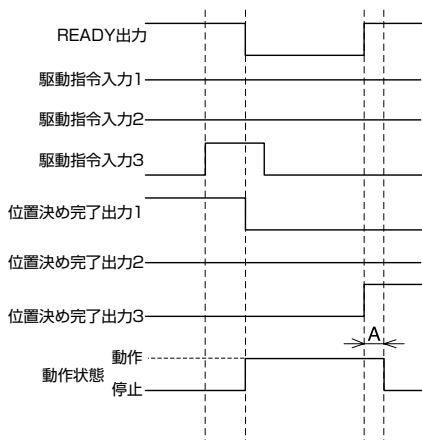 READY出力
駆動指令入力1
駆動指令入力2
駆動指令入力3
位置決め完了出力1
位置決め完了出力2
位置決め完了出力3
A
動作
動作状態
停止